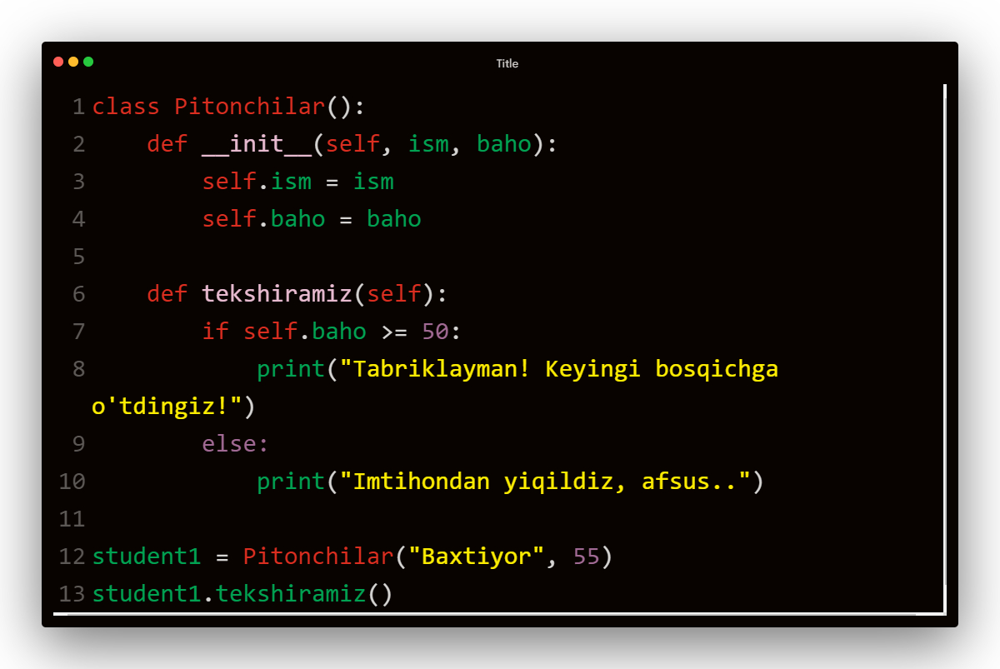 Title
1 class Pitonchilar():
2     def __init__(self, ism, baho):
3         self.ism = ism
4         self.baho = baho
5
6     def tekshiramiz(self):
7         if self.baho >= 50:
8             print("Tabriklayman! Keyingi bosqichga
o'tdingiz!")
9         else:
10             print("Imtihondan yiqildiz, afsus..")
11
12 student1 = Pitonchilar("Baxtiyor", 55)
13 student1.tekshiramiz()